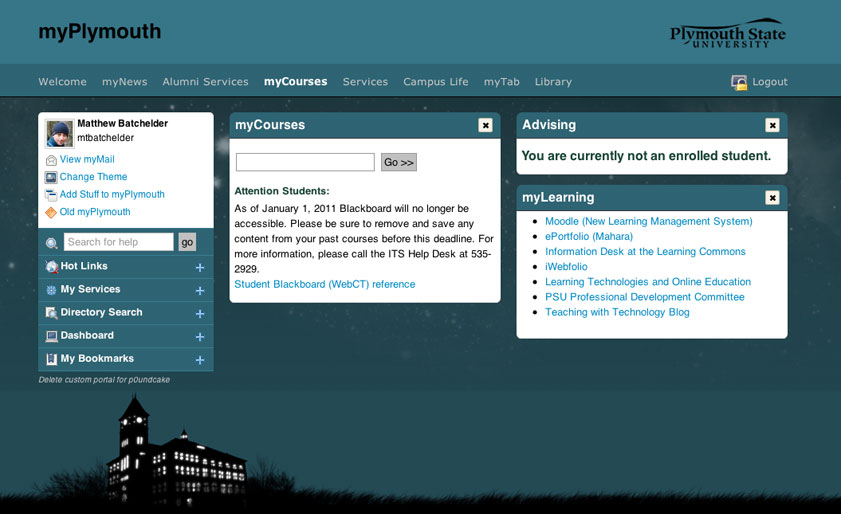 myPlymouth
Plymouth State
UNIVERSITY
Welcome myNews Alumni Services myCourses Services Campus Life myTab Library Logout
Matthew Batchelder
mtbatchelder
View myMail
Change Theme
Add Stuff to myPlymouth
Old myPlymouth
Search for help go
Hot Links +
My Services +
Directory Search +
Dashboard +
My Bookmarks +
Delete custom portal for p0undcake
myCourses
Go >>
Attention Students:
As of January 1, 2011 Blackboard will no longer be
accessible. Please be sure to remove and save any
content from your past courses before this deadline. For
more information, please call the ITS Help Desk at 535-
2929.
Student Blackboard (WebCT) reference
Advising
You are currently not an enrolled student.
myLearning
Moodle (New Learning Management System)
ePortfolio (Mahara)
Information Desk at the Learning Commons
iWebfolio
Learning Technologies and Online Education
PSU Professional Development Committee
Teaching with Technology Blog